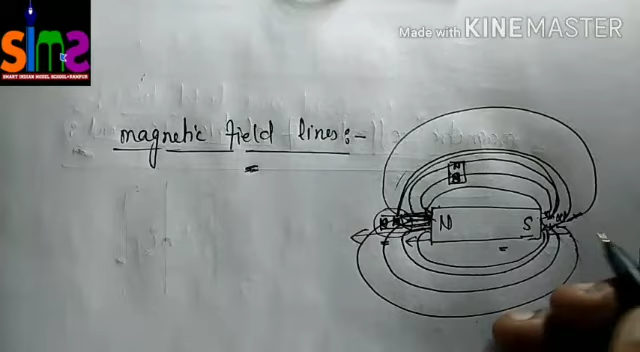 Made with KINEMASTER
SIMS
SMART INDIAN MODEL SCHOOL RAMPUR
magnetic field lines :-
N S